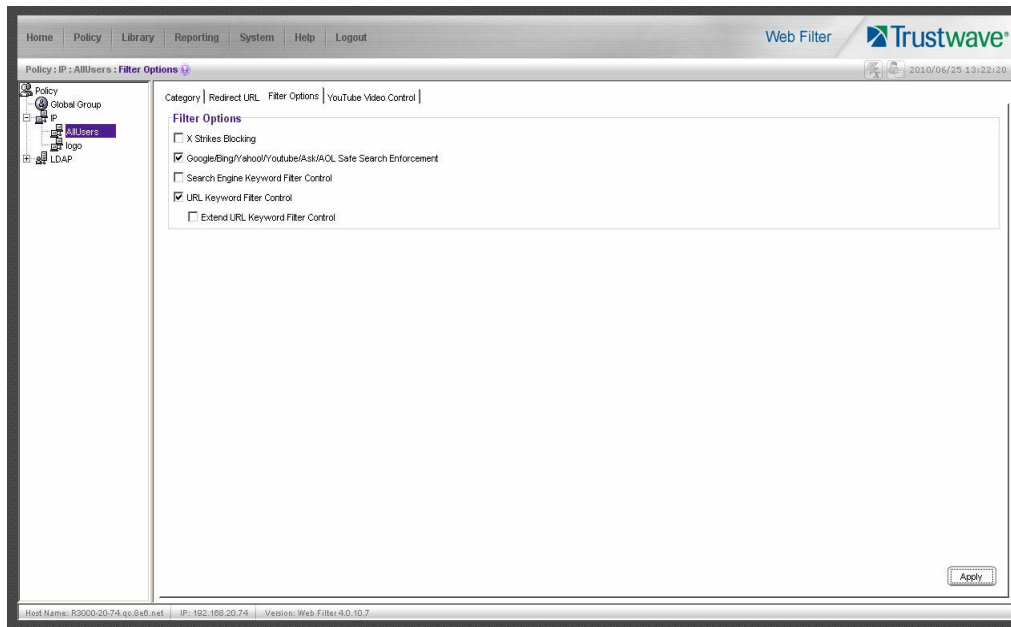 Home Policy Library Reporting System Help Logout Web Filter Trustwave®
Policy : IP : AllUsers : Filter Options 2010/06/25 13:22:20
Policy
Global Group
IP
AllUsers
logo
LDAP
Category Redirect URL Filter Options YouTube Video Control
Filter Options
X Strikes Blocking
Google/Bing/Yahoo!/Youtube/Ask/AOL Safe Search Enforcement
Search Engine Keyword Filter Control
URL Keyword Filter Control
Extend URL Keyword Filter Control
Apply
Host Name: R3000-20-74.qc.8e6.net IP: 192.168.20.74 Version: Web Filter 4.0.10.7